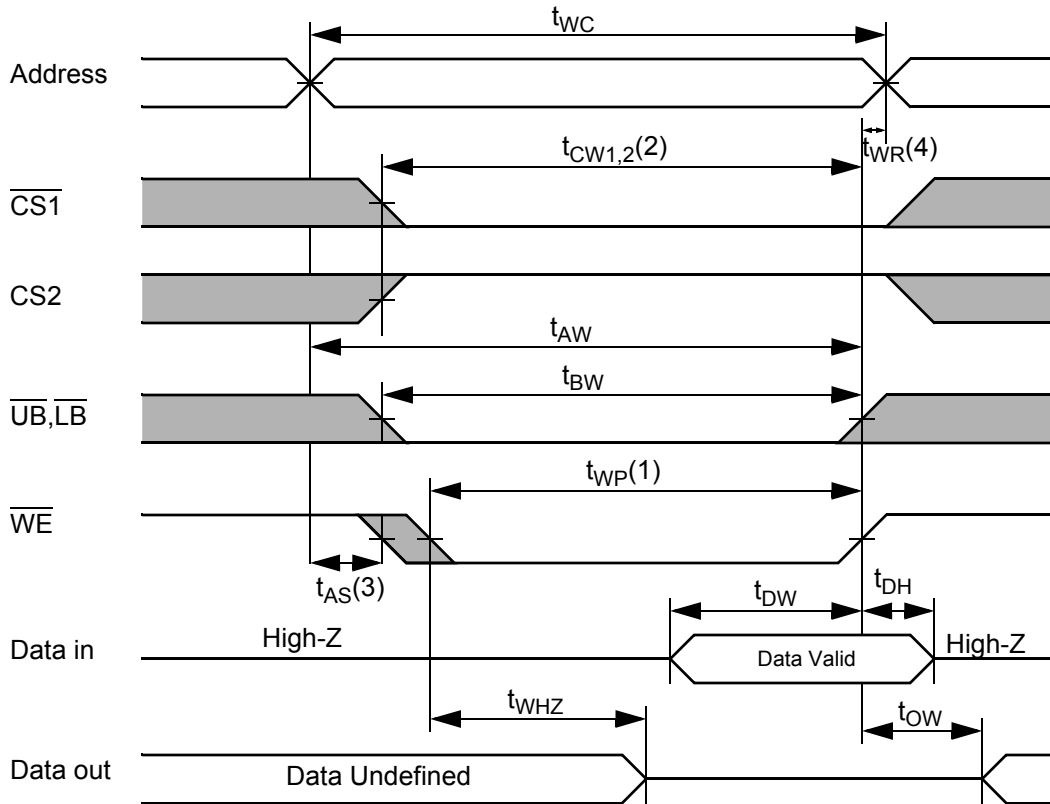 tWC
Address
tCW1,2(2)
tWR(4)
CS1
CS2
tAW
tBW
UB,LB
tWP(1)
WE
tAS(3)
tDW
tDH
Data in
High-Z
Data Valid
High-Z
tWHZ
tOW
Data out
Data Undefined